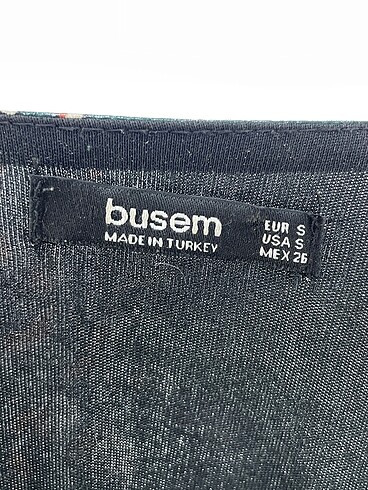 busem
MADE IN TURKEY
EUR S
USA S
MEX 26